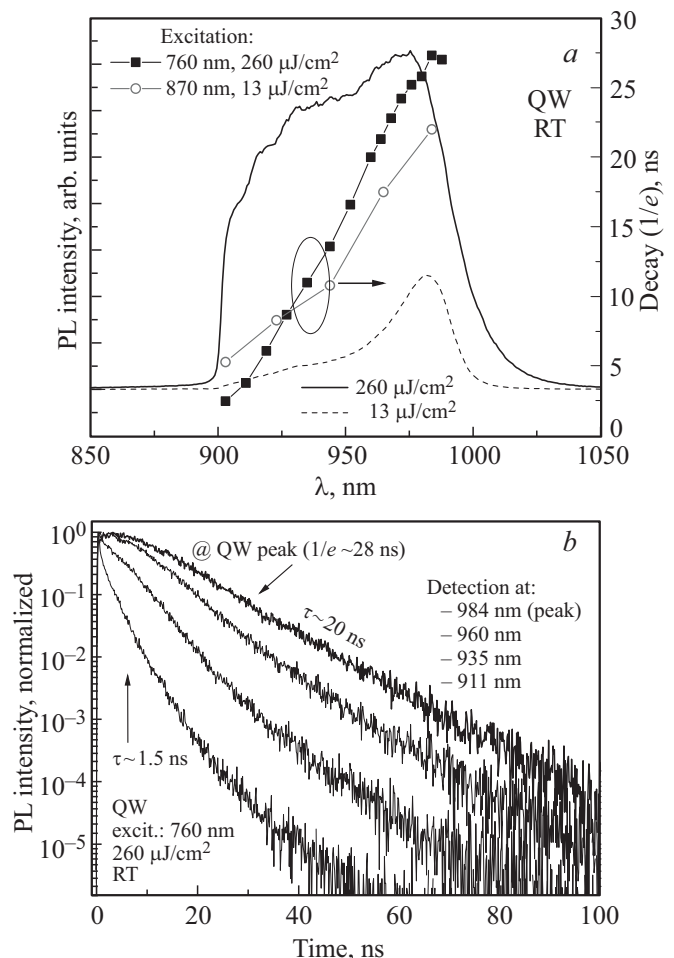 Excitation:
760 nm, 260 μJ/cm²
870 nm, 13 μJ/cm²
a
QW
RT
PL intensity, arb. units
Decay (1/e), ns
30
25
20
15
10
5
0
260 μJ/cm²
13 μJ/cm²
850 900 950 1000 1050
λ, nm
b
@ QW peak (1/e ~28 ns)
τ~20 ns
Detection at:
– 984 nm (peak)
– 960 nm
– 935 nm
– 911 nm
τ~1.5 ns
QW
excit.: 760 nm
260 μJ/cm²
RT
PL intensity, normalized
10⁰
10⁻¹
10⁻²
10⁻³
10⁻⁴
10⁻⁵
0 20 40 60 80 100
Time, ns